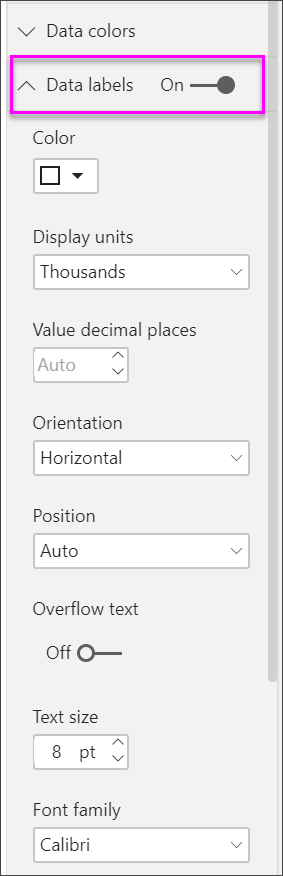 Data colors
Data labels On
Color
Display units
Thousands
Value decimal places
Auto
Orientation
Horizontal
Position
Auto
Overflow text
Off
Text size
8 pt
Font family
Calibri